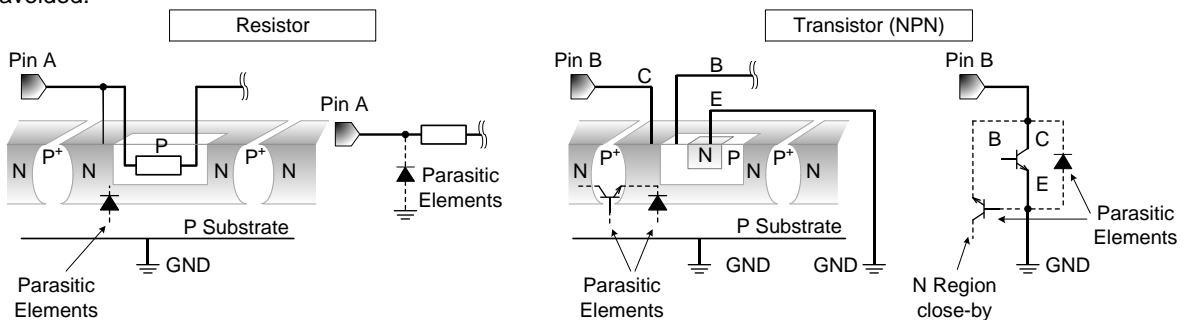 avoided.
Resistor
Transistor (NPN)
Pin A
Pin A
N
P+
N
P
N
P+
N
Parasitic
Elements
P Substrate
GND
Parasitic
Elements
Pin B
C
B
E
N
P+
N
P
P+
N
N
P Substrate
GND
GND
Parasitic
Elements
Pin B
B
C
E
Parasitic
Elements
GND
N Region
close-by